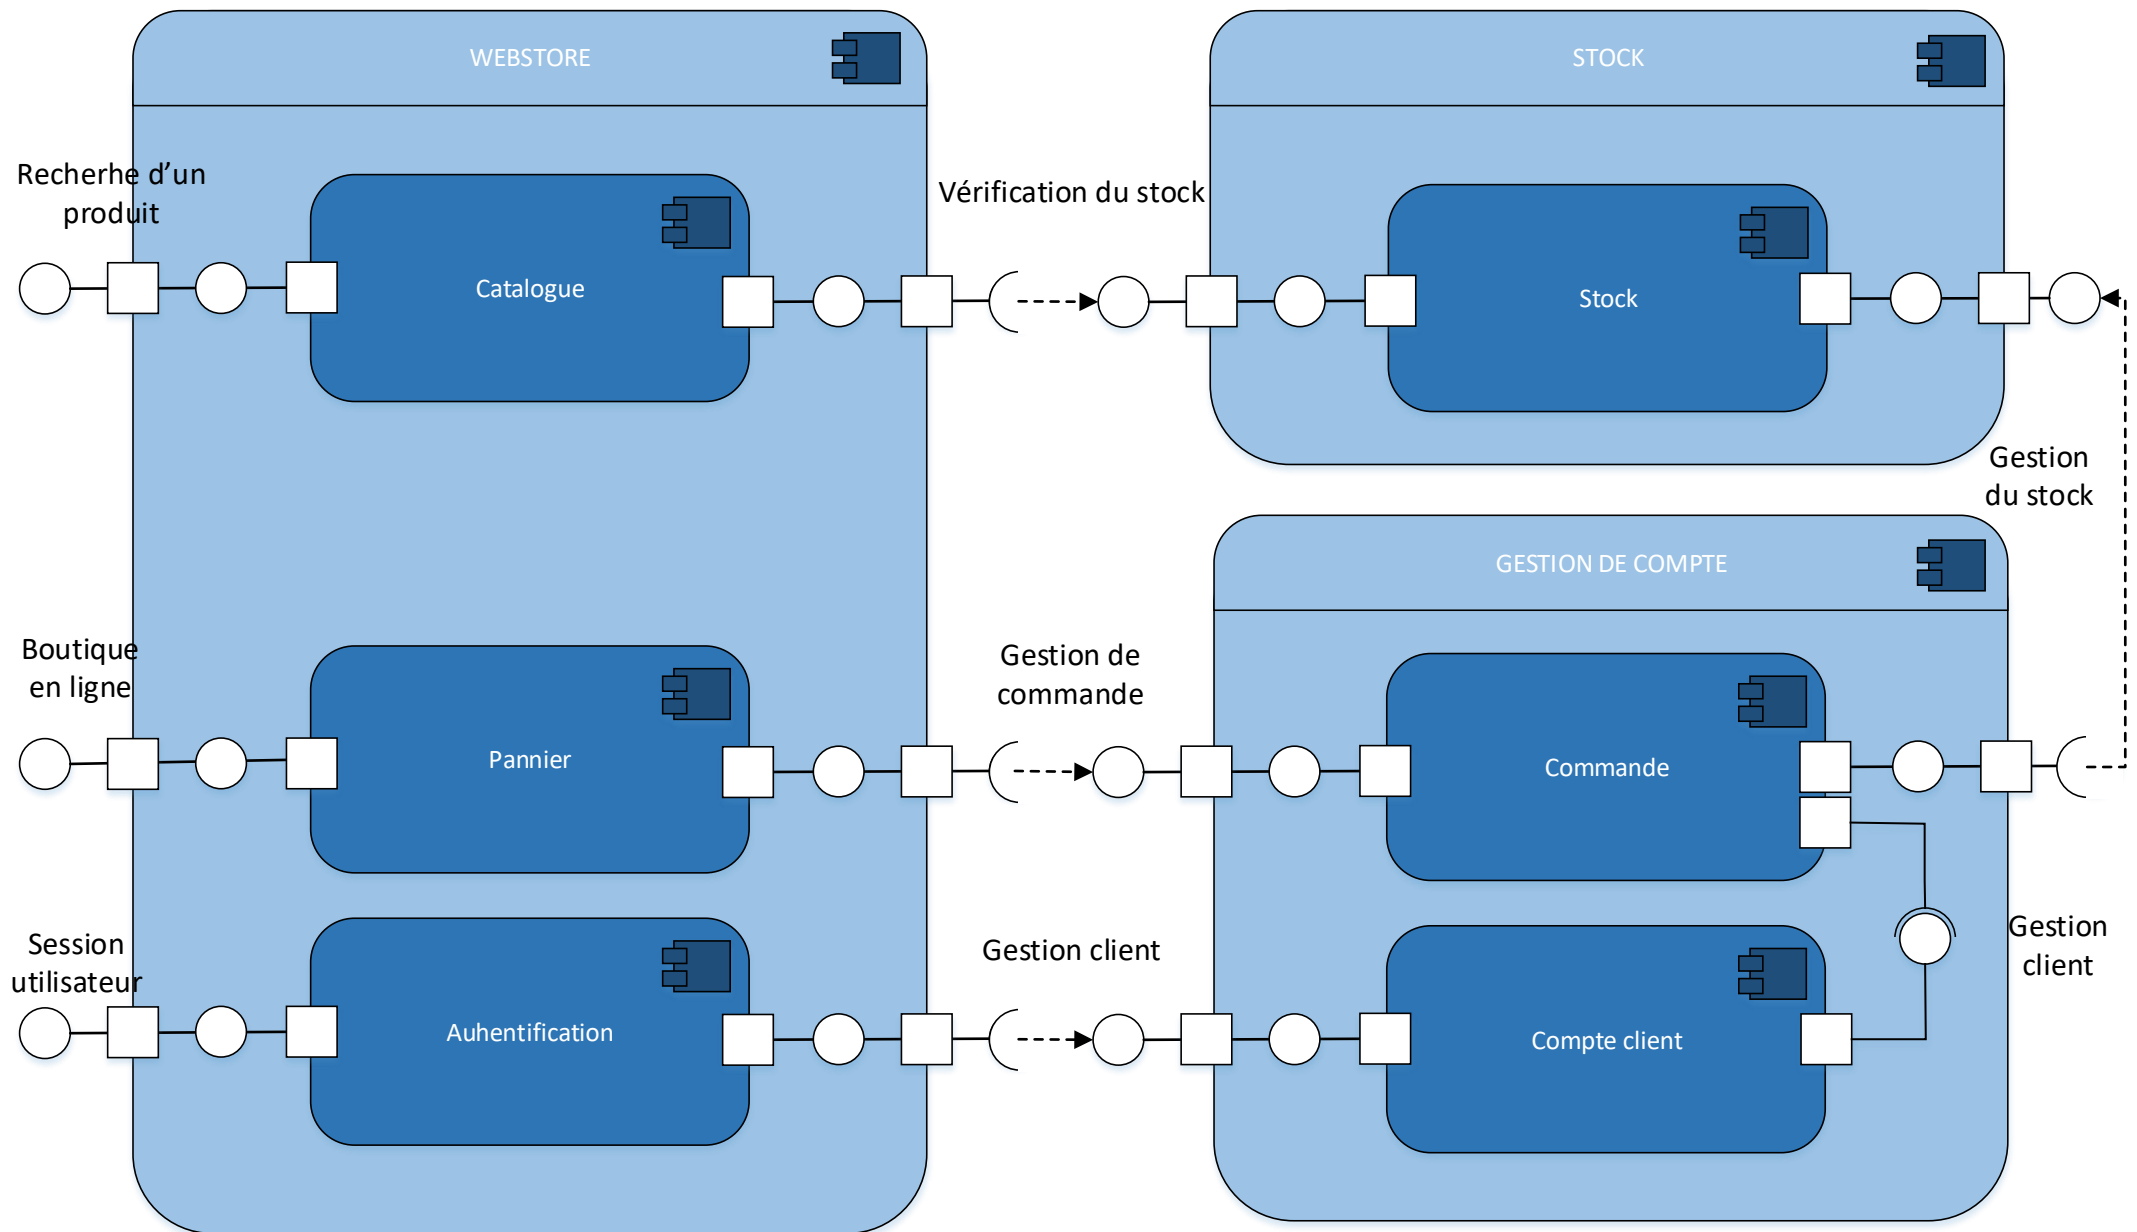 WEBSTORE
STOCK
Recherhe d'un
produit
Vérification du stock
Catalogue
Stock
Gestion
du stock
GESTION DE COMPTE
Boutique
en ligne
Gestion de
commande
Pannier
Commande
Session
utilisateur
Gestion client
Gestion
client
Auhentification
Compte client